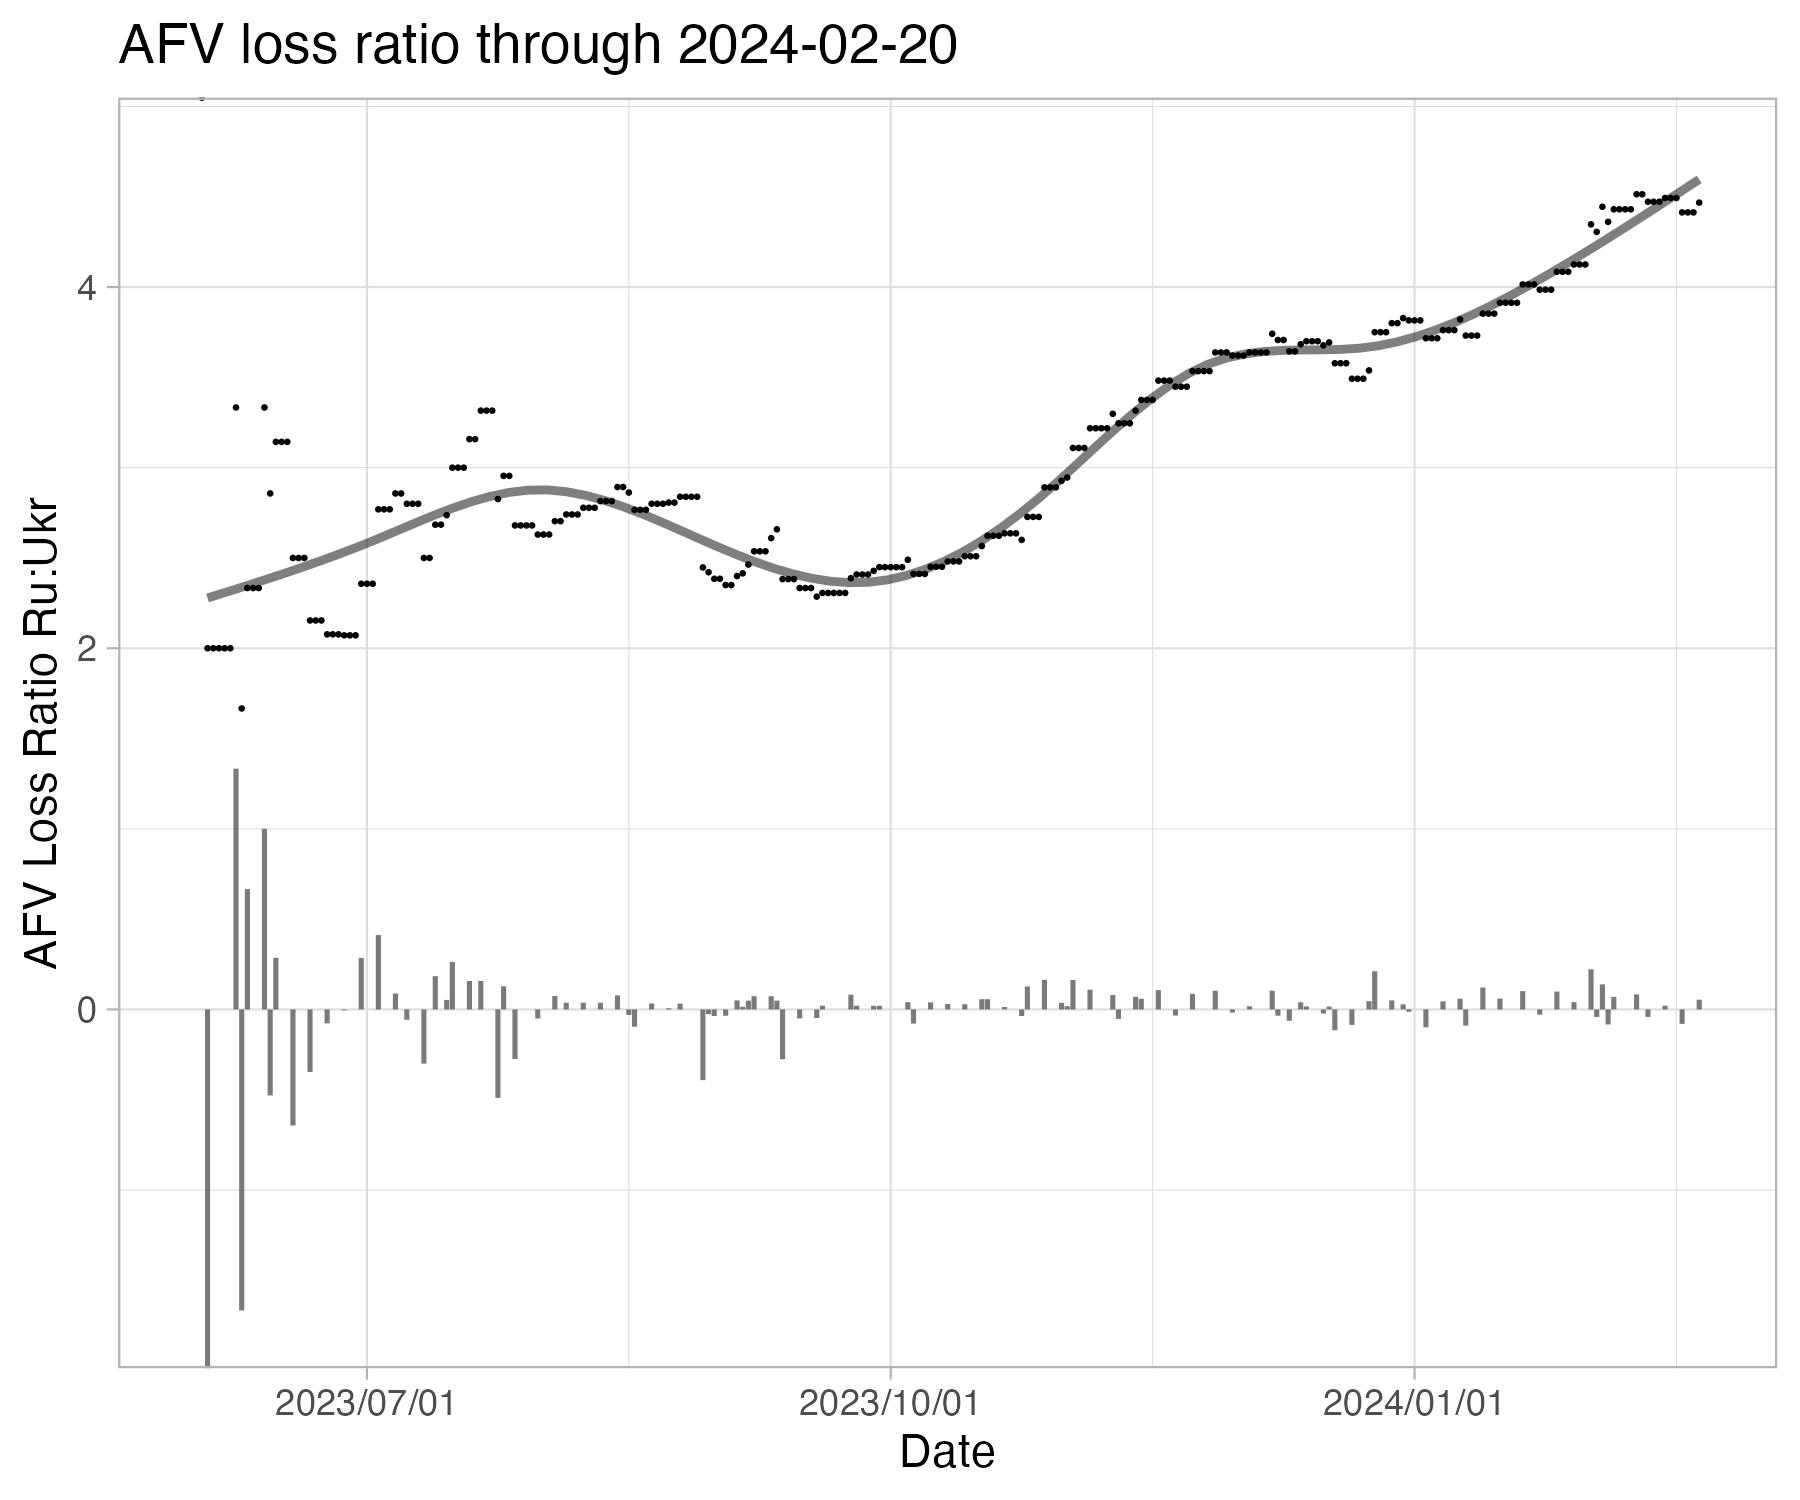 AFV loss ratio through 2024-02-20
AFV Loss Ratio Ru:Ukr
4
2
0
2023/07/01
2023/10/01
2024/01/01
Date